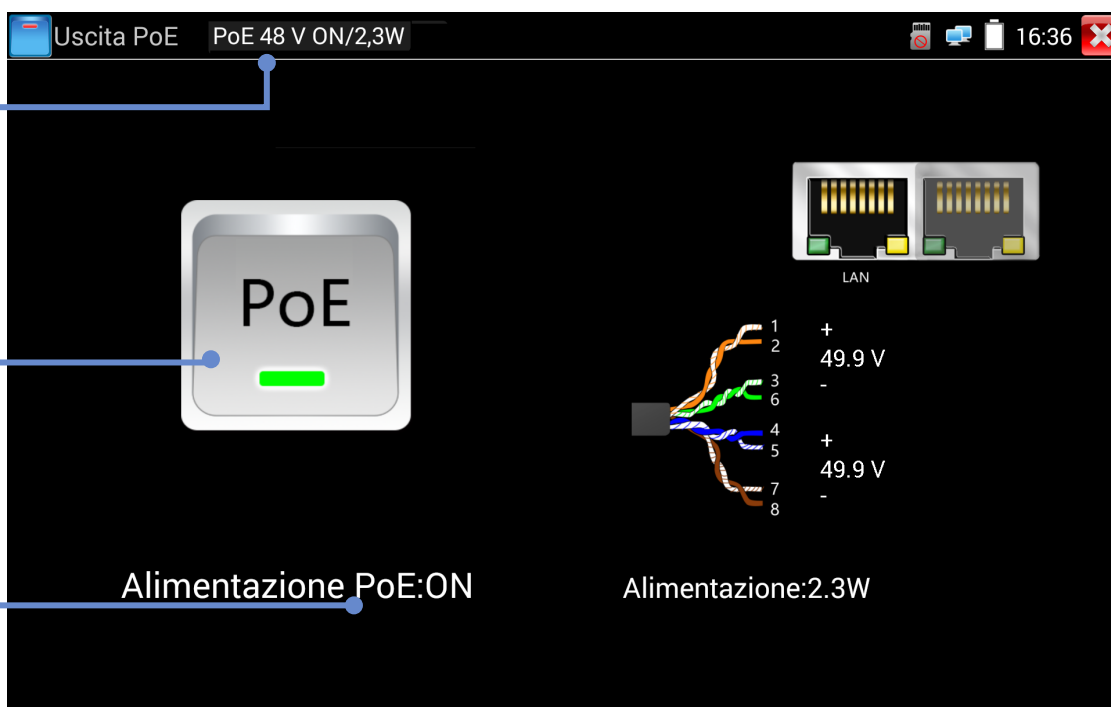 Uscita PoE PoE 48 V ON/2,3W 16:36
PoE
LAN
1 +
2
49.9 V
3 -
6
4 +
5
49.9 V
7 -
8
Alimentazione PoE:ON Alimentazione:2.3W